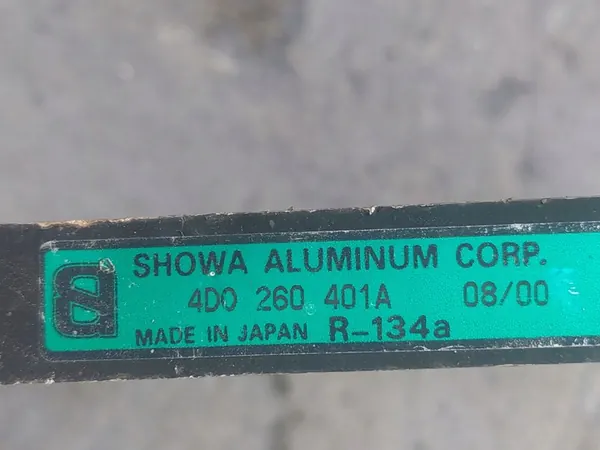 SHOWA ALUMINUM CORP.
4D0 260 401A 08/00
MADE IN JAPAN R-134a